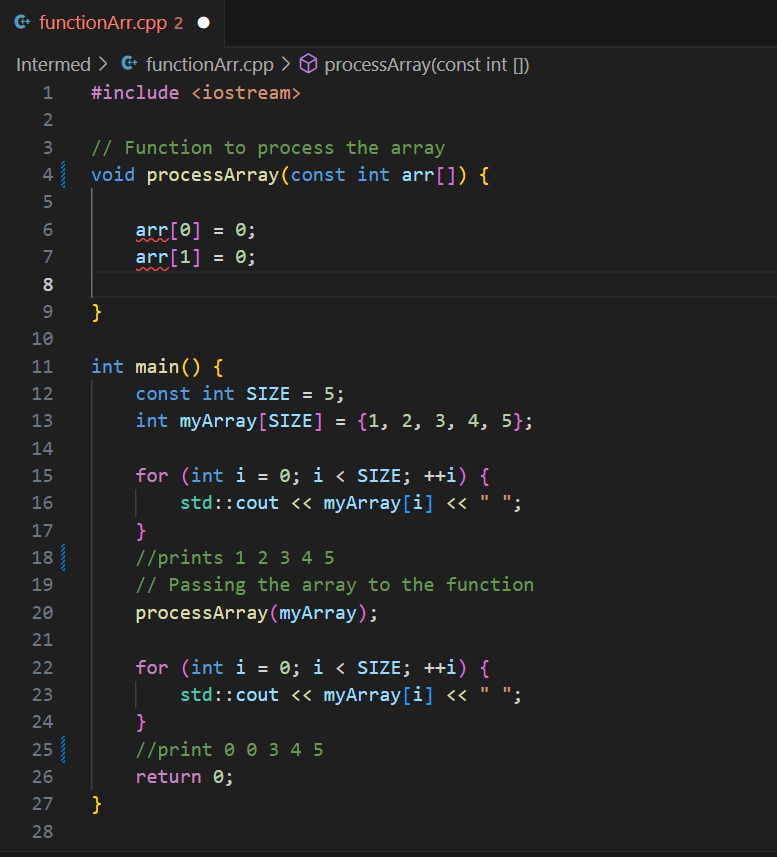 functionArr.cpp 2
Intermed > functionArr.cpp > processArray(const int [])
1 #include <iostream>
2
3 // Function to process the array
4 void processArray(const int arr[]) {
5
6     arr[0] = 0;
7     arr[1] = 0;
8
9 }
10
11 int main() {
12     const int SIZE = 5;
13     int myArray[SIZE] = {1, 2, 3, 4, 5};
14
15     for (int i = 0; i < SIZE; ++i) {
16         std::cout << myArray[i] << " ";
17     }
18     //prints 1 2 3 4 5
19     // Passing the array to the function
20     processArray(myArray);
21
22     for (int i = 0; i < SIZE; ++i) {
23         std::cout << myArray[i] << " ";
24     }
25     //print 0 0 3 4 5
26     return 0;
27 }
28